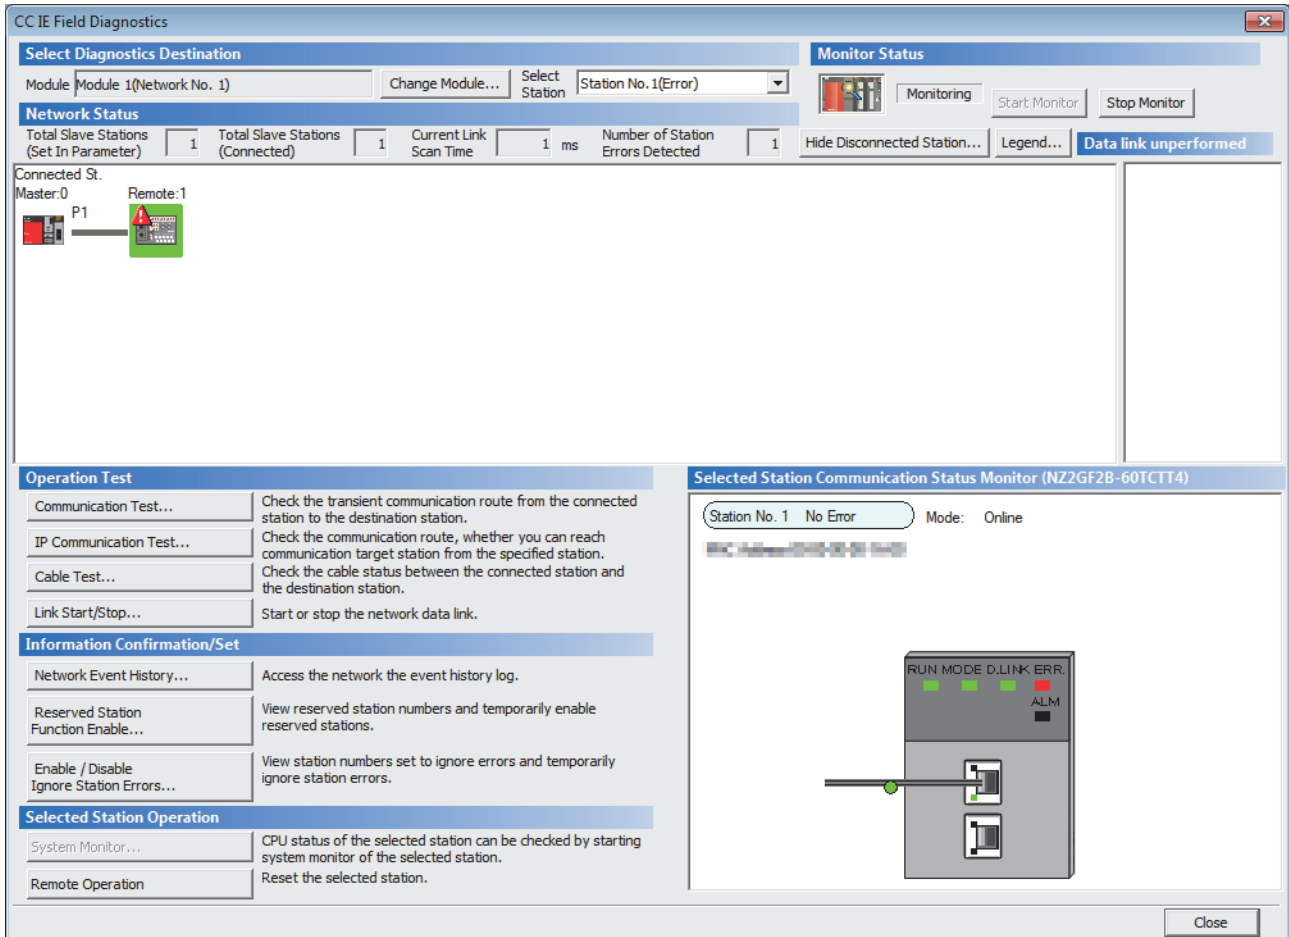 CC IE Field Diagnostics
Select Diagnostics Destination
Monitor Status
Module Module 1(Network No. 1)
Change Module...
Select
Station
Station No.1(Error)
Monitoring
Start Monitor
Stop Monitor
Network Status
Total Slave Stations
(Set In Parameter)
1
Total Slave Stations
(Connected)
1
Current Link
Scan Time
1 ms
Number of Station
Errors Detected
1
Hide Disconnected Station...
Legend...
Data link unperformed
Connected St.
Master:0
Remote:1
P1
Operation Test
Communication Test...
Check the transient communication route from the connected
station to the destination station.
IP Communication Test...
Check the communication route, whether you can reach
communication target station from the specified station.
Cable Test...
Check the cable status between the connected station and
the destination station.
Link Start/Stop...
Start or stop the network data link.
Information Confirmation/Set
Network Event History...
Access the network the event history log.
Reserved Station
Function Enable...
View reserved station numbers and temporarily enable
reserved stations.
Enable / Disable
Ignore Station Errors...
View station numbers set to ignore errors and temporarily
ignore station errors.
Selected Station Operation
System Monitor...
CPU status of the selected station can be checked by starting
system monitor of the selected station.
Remote Operation
Reset the selected station.
Selected Station Communication Status Monitor (NZ2GF2B-60TCTT4)
Station No. 1 No Error
Mode: Online
RUN MODE D.LINK ERR.
ALM
Close